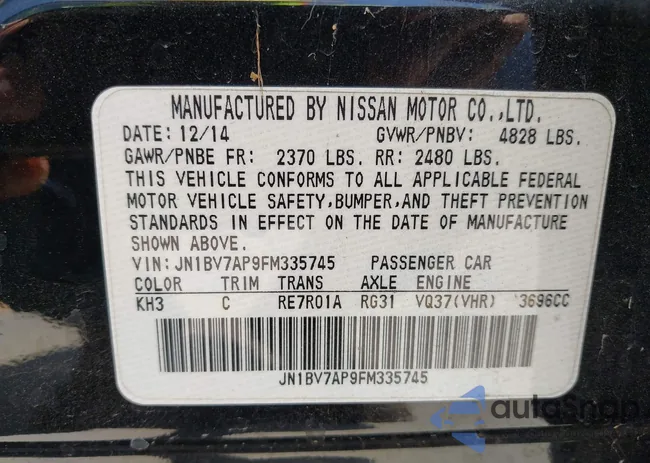 MANUFACTURED BY NISSAN MOTOR CO.,LTD.
DATE: 12/14 GVWR/PNBV: 4828 LBS.
GAWR/PNBE FR: 2370 LBS. RR: 2480 LBS.
THIS VEHICLE CONFORMS TO ALL APPLICABLE FEDERAL
MOTOR VEHICLE SAFETY,BUMPER,AND THEFT PREVENTION
STANDARDS IN EFFECT ON THE DATE OF MANUFACTURE
SHOWN ABOVE.
VIN: JN1BV7AP9FM335745 PASSENGER CAR
COLOR TRIM TRANS AXLE ENGINE
KH3 C RE7R01A RG31 VQ37(VHR) 3696CC
JN1BV7AP9FM335745
autoSnap